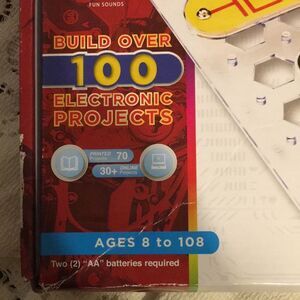 FUN SOUNDS
BUILD OVER
100
ELECTRONIC
PROJECTS
PRINTED 70
Projects
30+ ONLINE
Projects
AGES 8 to 108
Two (2) "AA" batteries required